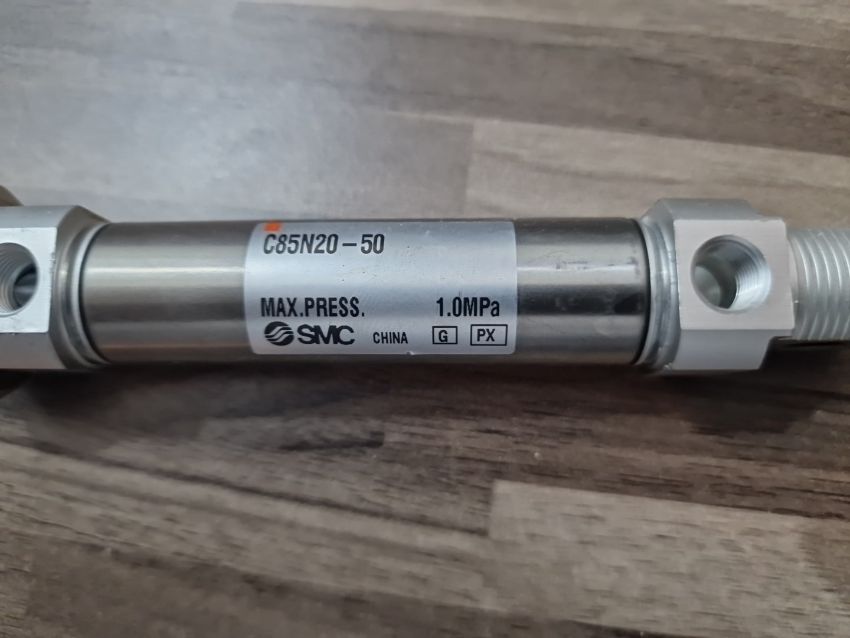 C85N20-50
MAX.PRESS. 1.0MPa
SMC CHINA G PX